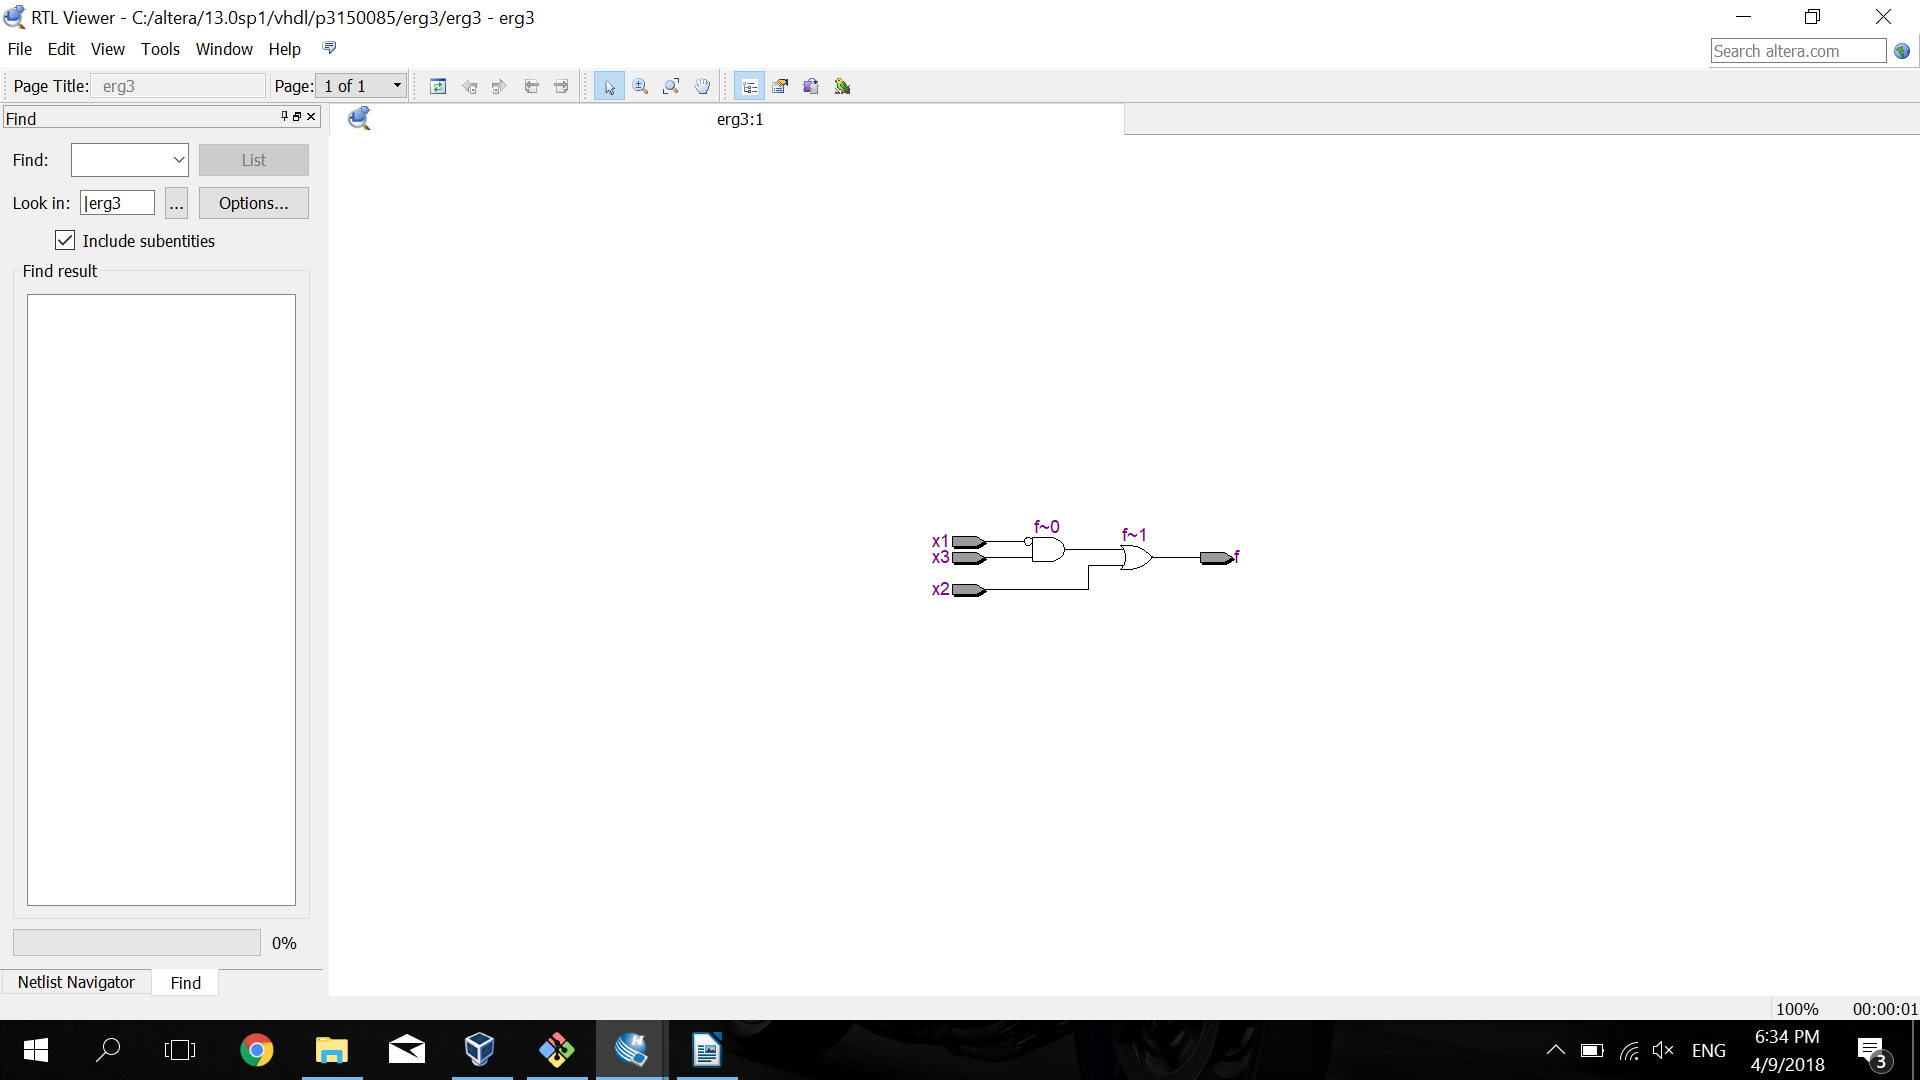 RTL Viewer - C:/altera/13.0sp1/vhdl/p3150085/erg3/erg3 - erg3
File Edit View Tools Window Help
Search altera.com
Page Title: erg3 Page: 1 of 1
Find
erg3:1
Find: List
Look in: |erg3 ... Options...
Include subentities
Find result
f~0
f~1
x1
x3
f
x2
0%
Netlist Navigator Find
100% 00:00:01
6:34 PM
ENG
4/9/2018
3